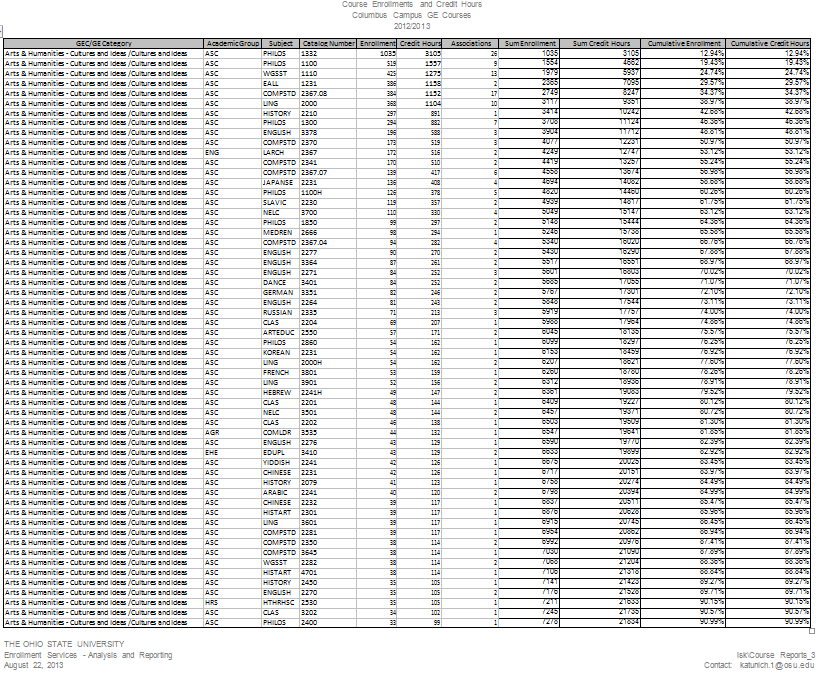 Course Enrollments and Credit Hours
Columbus Campus GE Courses
2012/2013
GEC/GE Category AcademicGroup Subject Catalog Number Enrollment Credit Hours Associations Sum Enrollment Sum Credit Hours Cumulative Enrollment Cumulative Credit Hours
Arts & Humanities - Cultures and Ideas /Cultures and Ideas ASC PHILOS 1332 1035 3105 26 1035 3105 12.94% 12.94%
Arts & Humanities - Cultures and Ideas /Cultures and Ideas ASC PHILOS 1100 519 1557 9 1554 4662 19.43% 19.43%
Arts & Humanities - Cultures and Ideas /Cultures and Ideas ASC WGSST 1110 425 1275 13 1979 5937 24.74% 24.74%
Arts & Humanities - Cultures and Ideas /Cultures and Ideas ASC EALL 1231 386 1158 2 2365 7095 29.57% 29.57%
Arts & Humanities - Cultures and Ideas /Cultures and Ideas ASC COMPSTD 2367.08 384 1152 17 2749 8247 34.37% 34.37%
Arts & Humanities - Cultures and Ideas /Cultures and Ideas ASC LING 2000 368 1104 10 3117 9351 38.97% 38.97%
Arts & Humanities - Cultures and Ideas /Cultures and Ideas ASC HISTORY 2210 297 891 1 3414 10242 42.68% 42.68%
Arts & Humanities - Cultures and Ideas /Cultures and Ideas ASC PHILOS 1300 294 882 7 3708 11124 46.36% 46.36%
Arts & Humanities - Cultures and Ideas /Cultures and Ideas ASC ENGLISH 3378 196 588 3 3904 11712 48.81% 48.81%
Arts & Humanities - Cultures and Ideas /Cultures and Ideas ASC COMPSTD 2370 173 519 3 4077 12231 50.97% 50.97%
Arts & Humanities - Cultures and Ideas /Cultures and Ideas ENG LARCH 2367 172 516 2 4249 12747 53.12% 53.12%
Arts & Humanities - Cultures and Ideas /Cultures and Ideas ASC COMPSTD 2341 170 510 2 4419 13257 55.24% 55.24%
Arts & Humanities - Cultures and Ideas /Cultures and Ideas ASC COMPSTD 2367.07 139 417 6 4558 13674 56.98% 56.98%
Arts & Humanities - Cultures and Ideas /Cultures and Ideas ASC JAPANSE 2231 136 408 4 4694 14082 58.68% 58.68%
Arts & Humanities - Cultures and Ideas /Cultures and Ideas ASC PHILOS 1100H 126 378 5 4820 14460 60.26% 60.26%
Arts & Humanities - Cultures and Ideas /Cultures and Ideas ASC SLAVIC 2230 119 357 2 4939 14817 61.75% 61.75%
Arts & Humanities - Cultures and Ideas /Cultures and Ideas ASC NELC 3700 110 330 4 5049 15147 63.12% 63.12%
Arts & Humanities - Cultures and Ideas /Cultures and Ideas ASC PHILOS 1850 99 297 2 5148 15444 64.36% 64.36%
Arts & Humanities - Cultures and Ideas /Cultures and Ideas ASC MEDREN 2666 98 294 1 5246 15738 65.58% 65.58%
Arts & Humanities - Cultures and Ideas /Cultures and Ideas ASC COMPSTD 2367.04 94 282 4 5340 16020 66.76% 66.76%
Arts & Humanities - Cultures and Ideas /Cultures and Ideas ASC ENGLISH 2277 90 270 2 5430 16290 67.88% 67.88%
Arts & Humanities - Cultures and Ideas /Cultures and Ideas ASC ENGLISH 3364 87 261 2 5517 16551 68.97% 68.97%
Arts & Humanities - Cultures and Ideas /Cultures and Ideas ASC ENGLISH 2271 84 252 3 5601 16803 70.02% 70.02%
Arts & Humanities - Cultures and Ideas /Cultures and Ideas ASC DANCE 3401 84 252 2 5685 17055 71.07% 71.07%
Arts & Humanities - Cultures and Ideas /Cultures and Ideas ASC GERMAN 3351 82 246 2 5767 17301 72.10% 72.10%
Arts & Humanities - Cultures and Ideas /Cultures and Ideas ASC ENGLISH 2264 81 243 2 5848 17544 73.11% 73.11%
Arts & Humanities - Cultures and Ideas /Cultures and Ideas ASC RUSSIAN 2335 71 213 3 5919 17757 74.00% 74.00%
Arts & Humanities - Cultures and Ideas /Cultures and Ideas ASC CLAS 2204 69 207 1 5988 17964 74.86% 74.86%
Arts & Humanities - Cultures and Ideas /Cultures and Ideas ASC ARTEDUC 2550 57 171 2 6045 18135 75.57% 75.57%
Arts & Humanities - Cultures and Ideas /Cultures and Ideas ASC PHILOS 2860 54 162 1 6099 18297 76.25% 76.25%
Arts & Humanities - Cultures and Ideas /Cultures and Ideas ASC KOREAN 2231 54 162 1 6153 18459 76.92% 76.92%
Arts & Humanities - Cultures and Ideas /Cultures and Ideas ASC LING 2000H 54 162 2 6207 18621 77.60% 77.60%
Arts & Humanities - Cultures and Ideas /Cultures and Ideas ASC FRENCH 3801 53 159 1 6260 18780 78.26% 78.26%
Arts & Humanities - Cultures and Ideas /Cultures and Ideas ASC LING 3901 52 156 2 6312 18936 78.91% 78.91%
Arts & Humanities - Cultures and Ideas /Cultures and Ideas ASC HEBREW 2241H 49 147 2 6361 19083 79.52% 79.52%
Arts & Humanities - Cultures and Ideas /Cultures and Ideas ASC CLAS 2201 48 144 2 6409 19227 80.12% 80.12%
Arts & Humanities - Cultures and Ideas /Cultures and Ideas ASC NELC 3501 48 144 2 6457 19371 80.72% 80.72%
Arts & Humanities - Cultures and Ideas /Cultures and Ideas ASC CLAS 2202 46 138 1 6503 19509 81.30% 81.30%
Arts & Humanities - Cultures and Ideas /Cultures and Ideas AGR COMLDR 3535 44 132 1 6547 19641 81.85% 81.85%
Arts & Humanities - Cultures and Ideas /Cultures and Ideas ASC ENGLISH 2276 43 129 1 6590 19770 82.39% 82.39%
Arts & Humanities - Cultures and Ideas /Cultures and Ideas EHE EDUPL 3410 43 129 2 6633 19899 82.92% 82.92%
Arts & Humanities - Cultures and Ideas /Cultures and Ideas ASC YIDDISH 2241 42 126 1 6675 20025 83.45% 83.45%
Arts & Humanities - Cultures and Ideas /Cultures and Ideas ASC CHINESE 2231 42 126 1 6717 20151 83.97% 83.97%
Arts & Humanities - Cultures and Ideas /Cultures and Ideas ASC HISTORY 2079 41 123 1 6758 20274 84.49% 84.49%
Arts & Humanities - Cultures and Ideas /Cultures and Ideas ASC ARABIC 2241 40 120 2 6798 20394 84.99% 84.99%
Arts & Humanities - Cultures and Ideas /Cultures and Ideas ASC CHINESE 2232 39 117 1 6837 20511 85.47% 85.47%
Arts & Humanities - Cultures and Ideas /Cultures and Ideas ASC HISTART 2301 39 117 1 6876 20628 85.96% 85.96%
Arts & Humanities - Cultures and Ideas /Cultures and Ideas ASC LING 3601 39 117 1 6915 20745 86.45% 86.45%
Arts & Humanities - Cultures and Ideas /Cultures and Ideas ASC COMPSTD 2281 39 117 1 6954 20862 86.94% 86.94%
Arts & Humanities - Cultures and Ideas /Cultures and Ideas ASC COMPSTD 2350 38 114 2 6992 20976 87.41% 87.41%
Arts & Humanities - Cultures and Ideas /Cultures and Ideas ASC COMPSTD 3645 38 114 2 7030 21090 87.89% 87.89%
Arts & Humanities - Cultures and Ideas /Cultures and Ideas ASC WGSST 2282 38 114 2 7068 21204 88.36% 88.36%
Arts & Humanities - Cultures and Ideas /Cultures and Ideas ASC HISTART 4701 38 114 1 7106 21318 88.84% 88.84%
Arts & Humanities - Cultures and Ideas /Cultures and Ideas ASC HISTORY 2450 35 105 1 7141 21423 89.27% 89.27%
Arts & Humanities - Cultures and Ideas /Cultures and Ideas ASC ENGLISH 2270 35 105 2 7176 21528 89.71% 89.71%
Arts & Humanities - Cultures and Ideas /Cultures and Ideas HRS HTHRHSC 2530 35 105 1 7211 21633 90.15% 90.15%
Arts & Humanities - Cultures and Ideas /Cultures and Ideas ASC CLAS 3202 34 102 1 7245 21735 90.57% 90.57%
Arts & Humanities - Cultures and Ideas /Cultures and Ideas ASC PHILOS 2400 33 99 1 7278 21834 90.99% 90.99%
THE OHIO STATE UNIVERSITY
Enrollment Services - Analysis and Reporting lsk\Course Reports_3
August 22, 2013 Contact: katunich.1@osu.edu